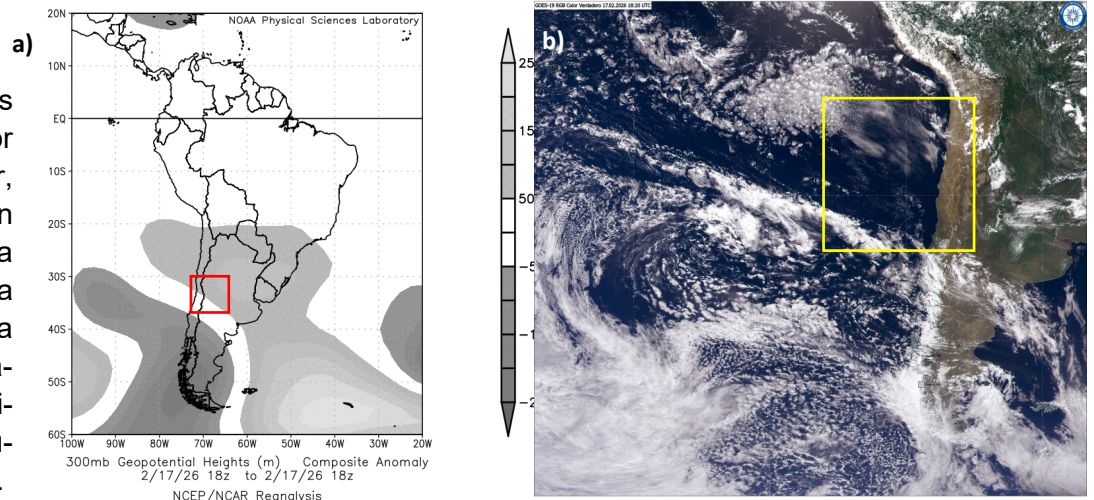 NOAA Physical Sciences Laboratory
a)
20N
10N
EQ
10S
20S
30S
40S
50S
60S
100W 90W 80W 70W 60W 50W 40W 30W 20W
300mb Geopotential Heights (m) Composite Anomaly
2/17/26 18z to 2/17/26 18z
NCEP/NCAR Reanalysis
25
15
50
-5
-1
-2
b)
GOES-19 RGB Color Verdadero 17.02.2026 18:20 UTC
s
or
r,
n
a
a
a
a-
i-
u-
.